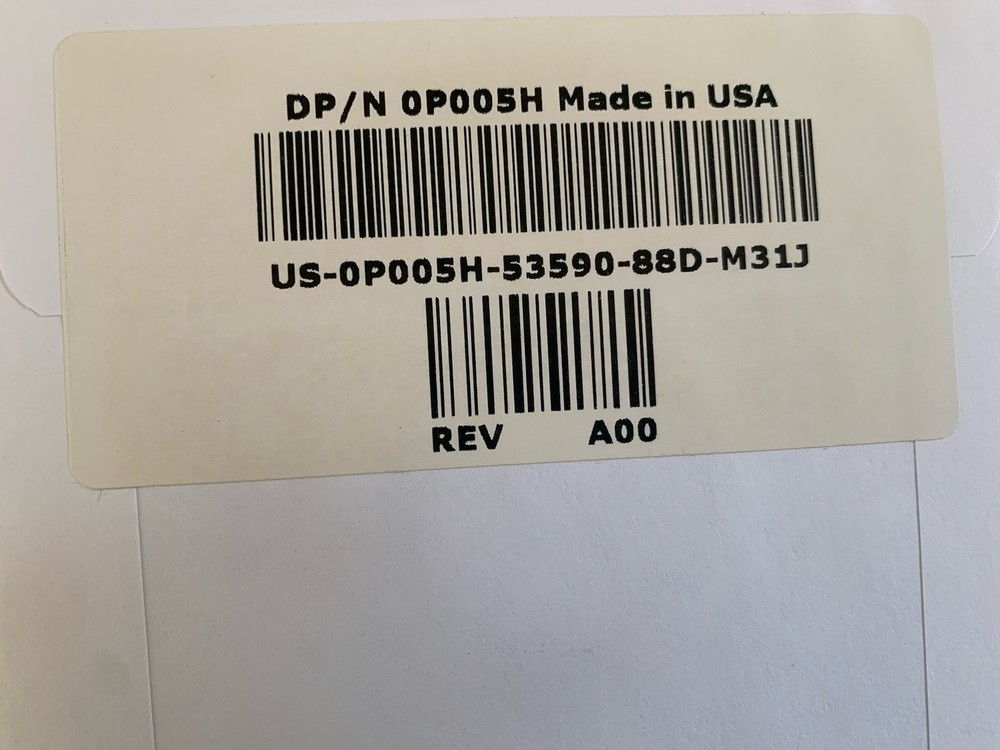 DP/N 0P005H Made in USA
US-0P005H-53590-88D-M31J
REV A00